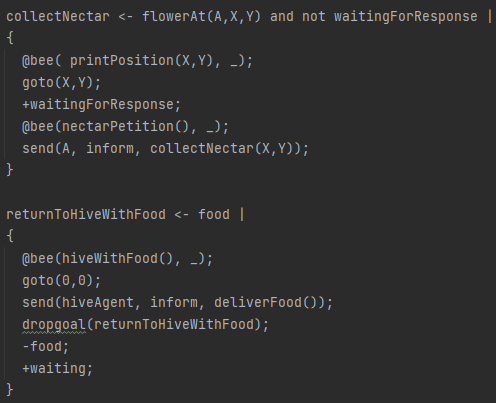 collectNectar <- flowerAt(A,X,Y) and not waitingForResponse |
{
@bee( printPosition(X,Y), _);
goto(X,Y);
+waitingForResponse;
@bee(nectarPetition(), _);
send(A, inform, collectNectar(X,Y));
}
returnToHiveWithFood <- food |
{
@bee(hiveWithFood(), _);
goto(0,0);
send(hiveAgent, inform, deliverFood());
dropgoal(returnToHiveWithFood);
-food;
+waiting;
}